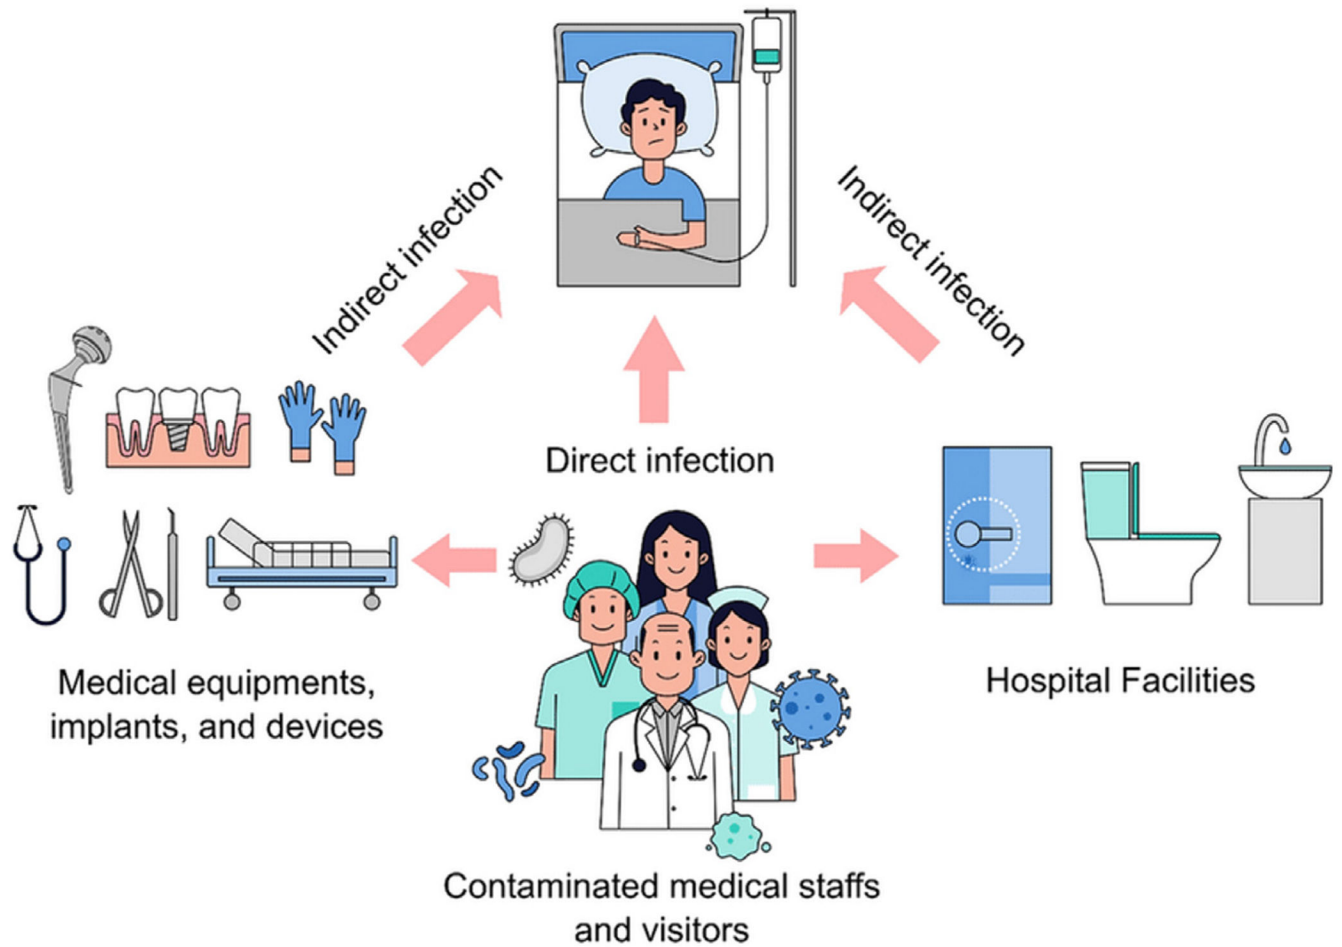 Indirect infection
Indirect infection
Direct infection
Medical equipments,
implants, and devices
Hospital Facilities
Contaminated medical staffs
and visitors